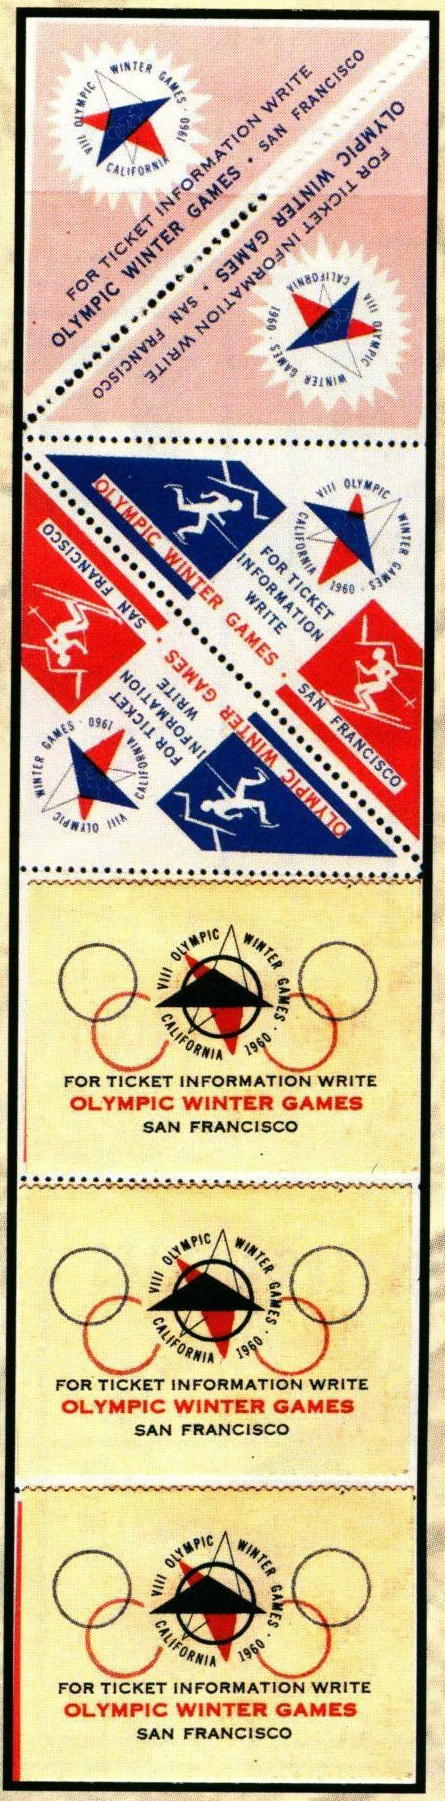 VIII OLYMPIC WINTER GAMES · 1960
CALIFORNIA
FOR TICKET INFORMATION WRITE
OLYMPIC WINTER GAMES · SAN FRANCISCO
OLYMPIC WINTER GAMES · SAN FRANCISCO
FOR TICKET INFORMATION WRITE
VIII OLYMPIC WINTER GAMES · 1960
CALIFORNIA
VIII OLYMPIC WINTER GAMES · 1960
CALIFORNIA
FOR TICKET
INFORMATION
WRITE
OLYMPIC WINTER GAMES · SAN FRANCISCO
OLYMPIC WINTER GAMES · SAN FRANCISCO
FOR TICKET
INFORMATION
WRITE
VIII OLYMPIC WINTER GAMES · 1960
CALIFORNIA
VIII OLYMPIC WINTER GAMES · 1960 ·
CALIFORNIA
FOR TICKET INFORMATION WRITE
OLYMPIC WINTER GAMES
SAN FRANCISCO
VIII OLYMPIC WINTER GAMES · 1960 ·
CALIFORNIA
FOR TICKET INFORMATION WRITE
OLYMPIC WINTER GAMES
SAN FRANCISCO
VIII OLYMPIC WINTER GAMES · 1960 ·
CALIFORNIA
FOR TICKET INFORMATION WRITE
OLYMPIC WINTER GAMES
SAN FRANCISCO